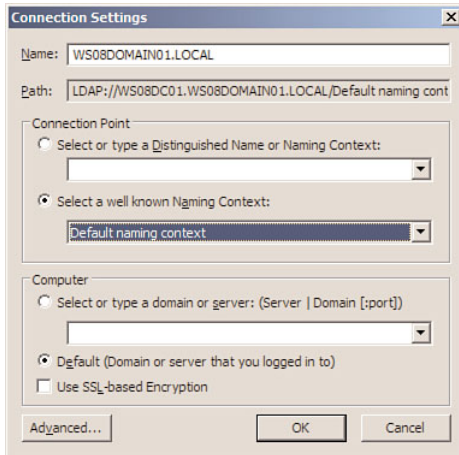 Connection Settings
Name: WS08DOMAIN01.LOCAL
Path: LDAP://WS08DC01.WS08DOMAIN01.LOCAL/Default naming cont
Connection Point
Select or type a Distinguished Name or Naming Context:
Select a well known Naming Context:
Default naming context
Computer
Select or type a domain or server: (Server | Domain [:port])
Default (Domain or server that you logged in to)
Use SSL-based Encryption
Advanced...
OK
Cancel